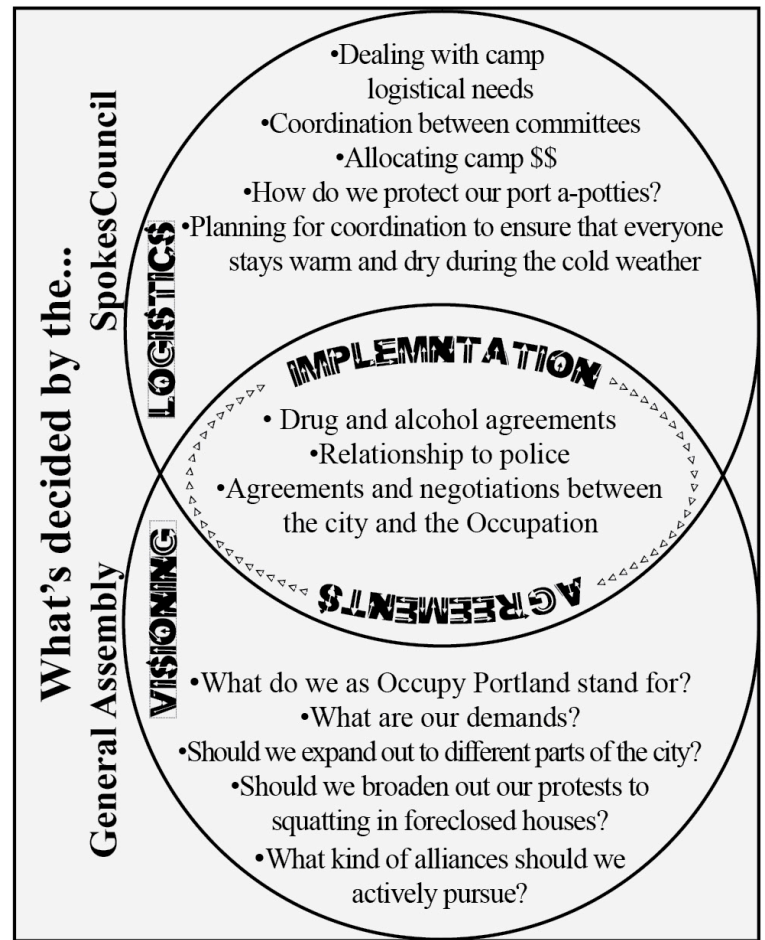 What's decided by the...
SpokesCouncil
General Assembly
LOGISTICS
•Dealing with camp
logistical needs
•Coordination between committees
•Allocating camp $$
•How do we protect our port a-potties?
•Planning for coordination to ensure that everyone
stays warm and dry during the cold weather
IMPLEMNTATION
• Drug and alcohol agreements
•Relationship to police
•Agreements and negotiations between
the city and the Occupation
AGREEMENTS
VISIONING
•What do we as Occupy Portland stand for?
•What are our demands?
•Should we expand out to different parts of the city?
•Should we broaden out our protests to
squatting in foreclosed houses?
•What kind of alliances should we
actively pursue?